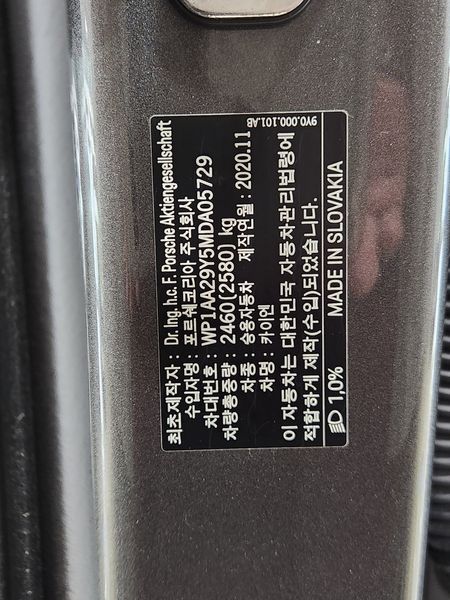 최초제작자 : Dr. Ing. h.c. F. Porsche Aktiengesellschaft
수입자명 : 포르쉐코리아 주식회사
차대번호 : WP1AA29Y5MDA05729
차량총중량 : 2460(2580) kg
차종 : 승용자동차 제작연월 : 2020.11
차명 : 카이엔
이 자동차는 대한민국 자동차관리법령에
적합하게 제작(수입)되었습니다.
1,0% MADE IN SLOVAKIA
9Y0.000.101.AB